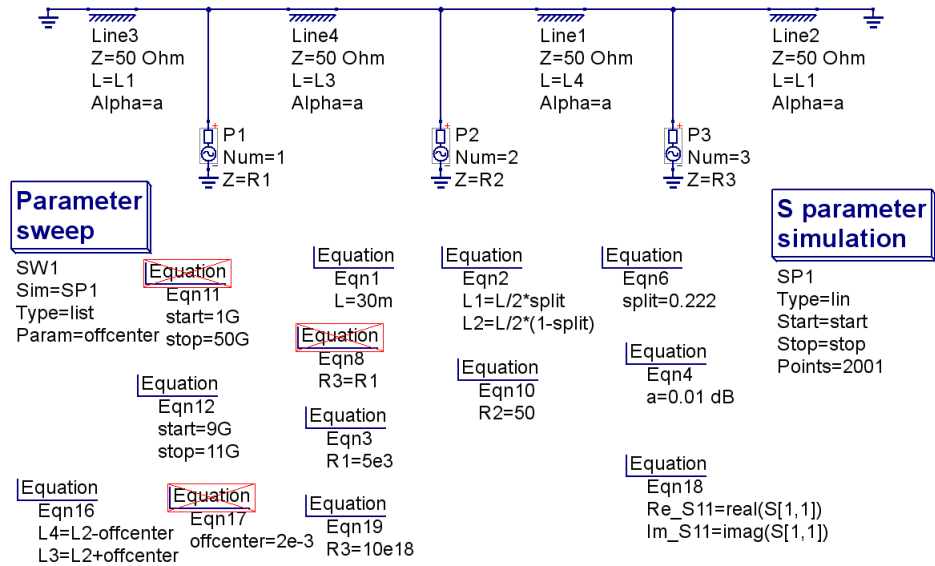 Line3
Z=50 Ohm
L=L1
Alpha=a
Line4
Z=50 Ohm
L=L3
Alpha=a
Line1
Z=50 Ohm
L=L4
Alpha=a
Line2
Z=50 Ohm
L=L1
Alpha=a
P1
Num=1
Z=R1
P2
Num=2
Z=R2
P3
Num=3
Z=R3
Parameter
sweep
SW1
Sim=SP1
Type=list
Param=offcenter
Equation
Eqn11
start=1G
stop=50G
Equation
Eqn1
L=30m
Equation
Eqn2
L1=L/2*split
L2=L/2*(1-split)
Equation
Eqn6
split=0.222
S parameter
simulation
SP1
Type=lin
Start=start
Stop=stop
Points=2001
Equation
Eqn8
R3=R1
Equation
Eqn4
a=0.01 dB
Equation
Eqn10
R2=50
Equation
Eqn12
start=9G
stop=11G
Equation
Eqn3
R1=5e3
Equation
Eqn18
Re_S11=real(S[1,1])
Im_S11=imag(S[1,1])
Equation
Eqn16
L4=L2-offcenter
L3=L2+offcenter
Equation
Eqn17
offcenter=2e-3
Equation
Eqn19
R3=10e18